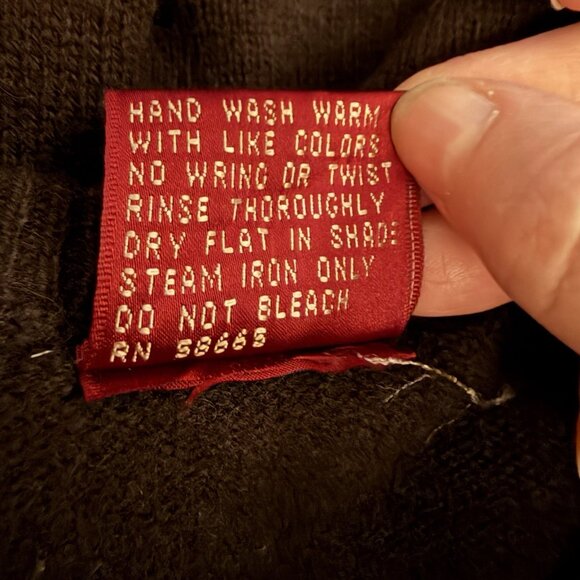 HAND WASH WARM
WITH LIKE COLORS
NO WRING OR TWIST
RINSE THOROUGHLY
DRY FLAT IN SHADE
STEAM IRON ONLY
DO NOT BLEACH
RN 58665